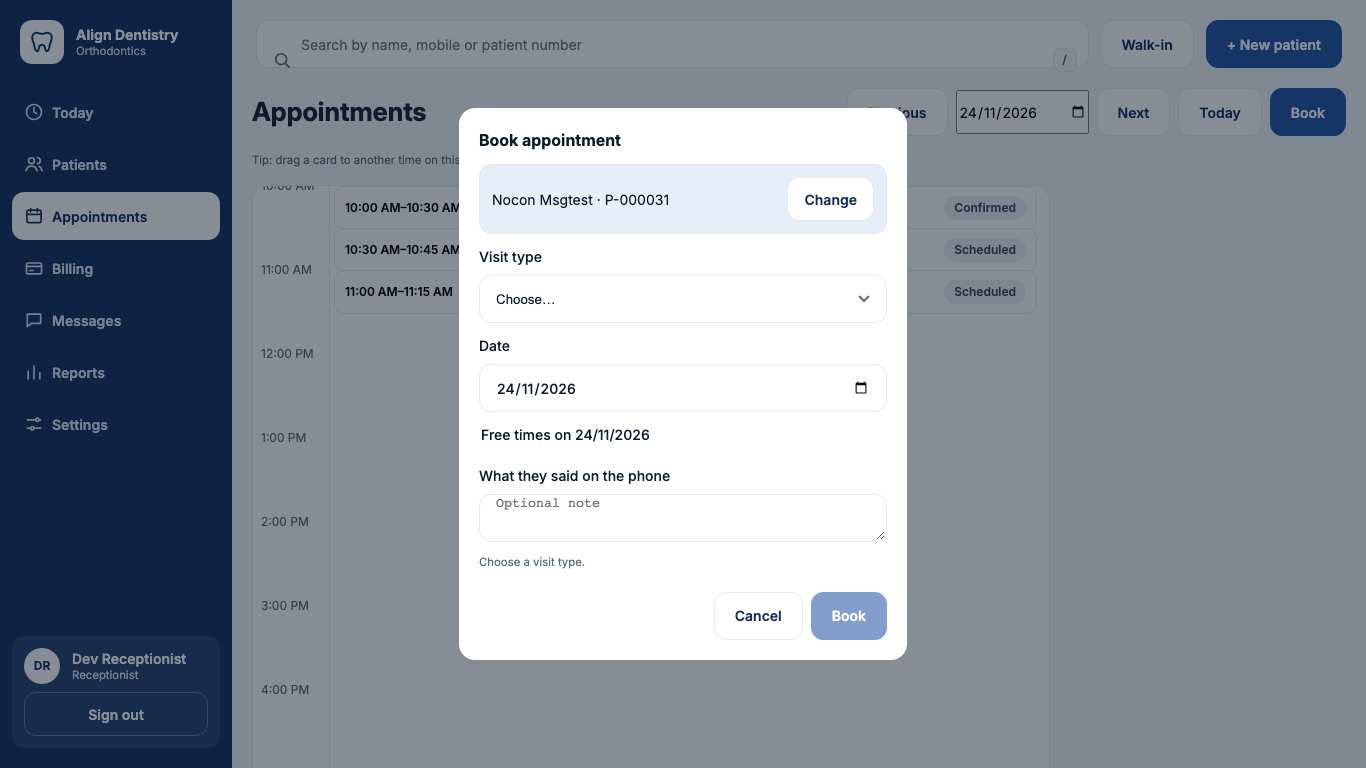 Align Dentistry
Orthodontics
Today
Patients
Appointments
Billing
Messages
Reports
Settings
DR
Dev Receptionist
Receptionist
Sign out
Search by name, mobile or patient number
/
Walk-in
+ New patient
Appointments
24/11/2026
Next
Today
Book
Tip: drag a card to another time on this
10:00 AM
10:00 AM–10:30 AM
Confirmed
10:30 AM–10:45 AM
Scheduled
11:00 AM
11:00 AM–11:15 AM
Scheduled
12:00 PM
1:00 PM
2:00 PM
3:00 PM
4:00 PM
Book appointment
Nocon Msgtest · P-000031
Change
Visit type
Choose...
Date
24/11/2026
Free times on 24/11/2026
What they said on the phone
Optional note
Choose a visit type.
Cancel
Book